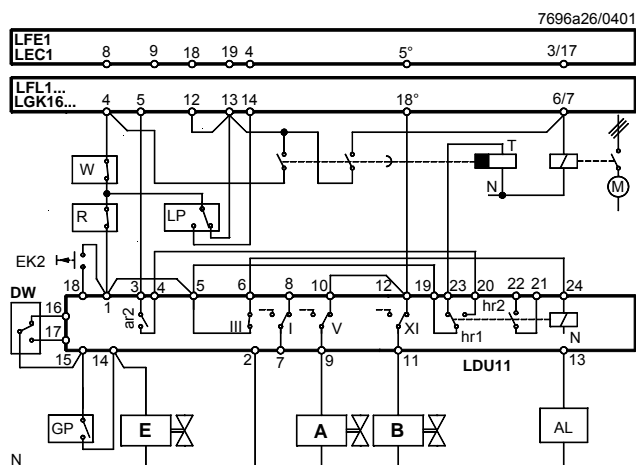 7696a26/0401
LFE1
LEC1
8 9 18 19 4 5° 3/17
LFL1...
LGK16...
4 5 12 13 14 18° 6/7
W
T
R
LP
N
M
EK2
18 1 3 4 5 6 8 10 12 19 23 20 22 21 24
DW
16
ar2
III
I
V
XI
hr1
hr2
N
17
15 14 2 7 9 11 LDU11 13
GP
E
A
B
AL
N